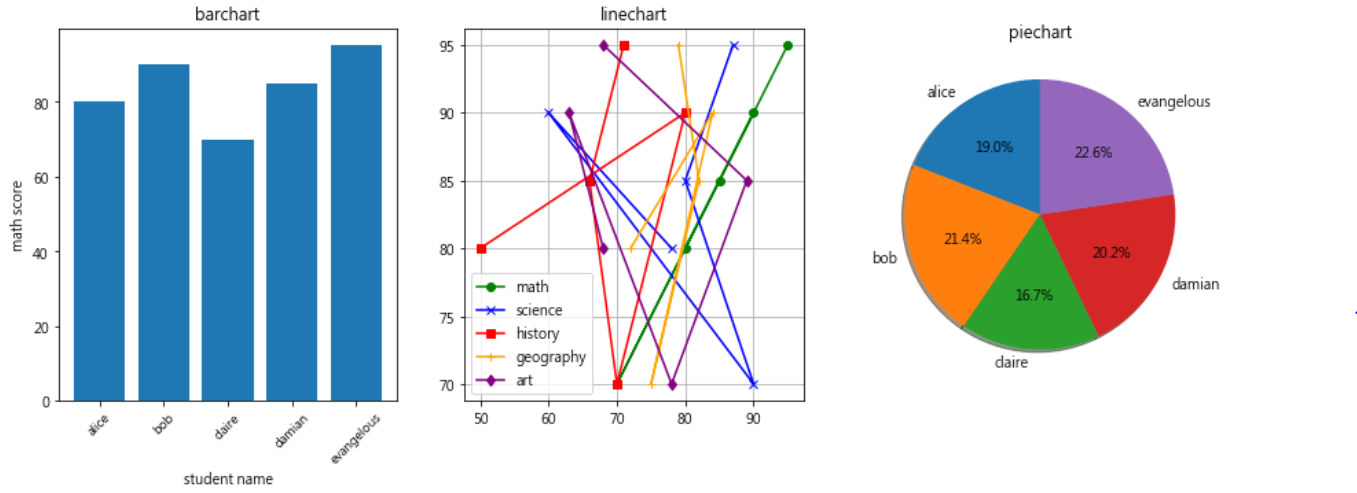 barchart
math score
80
60
40
20
0
alice
bob
claire
damian
evangelous
student name
linechart
95
90
85
80
75
70
math
science
history
geography
art
50
60
70
80
90
piechart
alice
evangelous
19.0%
22.6%
bob
21.4%
20.2%
damian
16.7%
claire